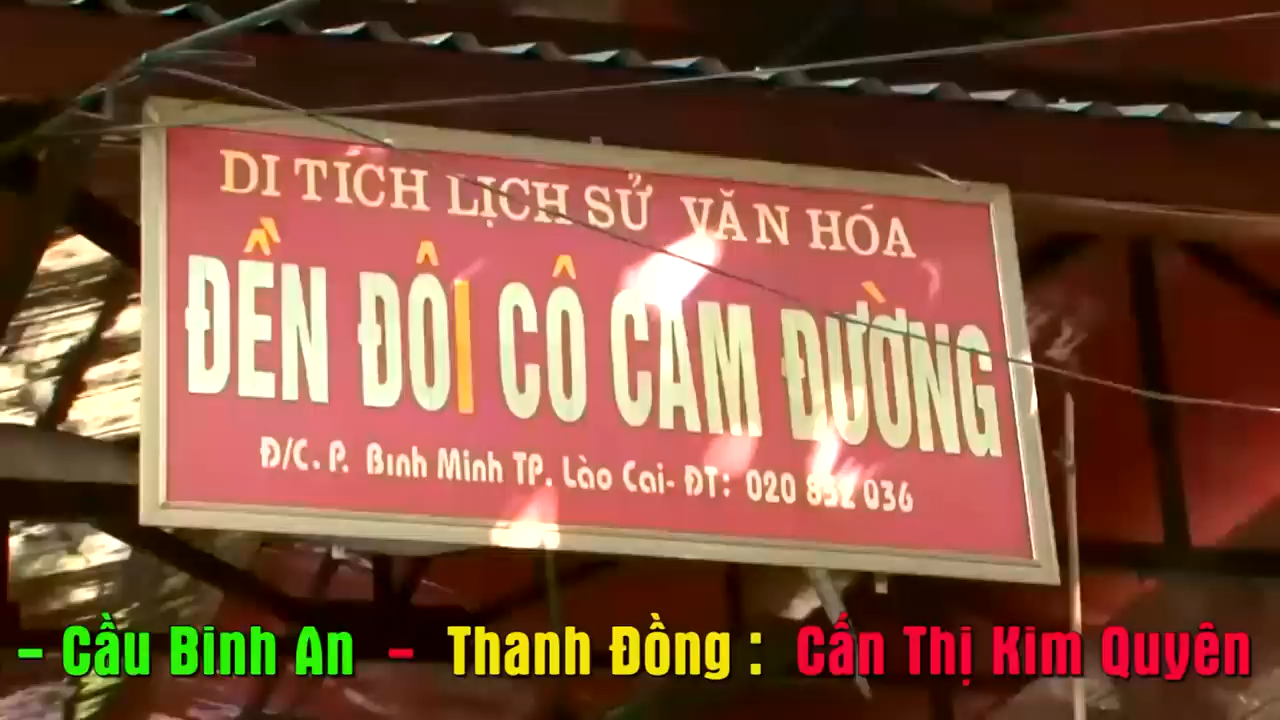 DI TÍCH LỊCH SỬ VĂN HÓA
ĐỀN ĐÔI CÔ CAM ĐƯỜNG
Đ/C. P. Bình Minh TP. Lào Cai- ĐT: 020 852 036
- Cầu Binh An - Thanh Đồng : Cấn Thị Kim Quyên